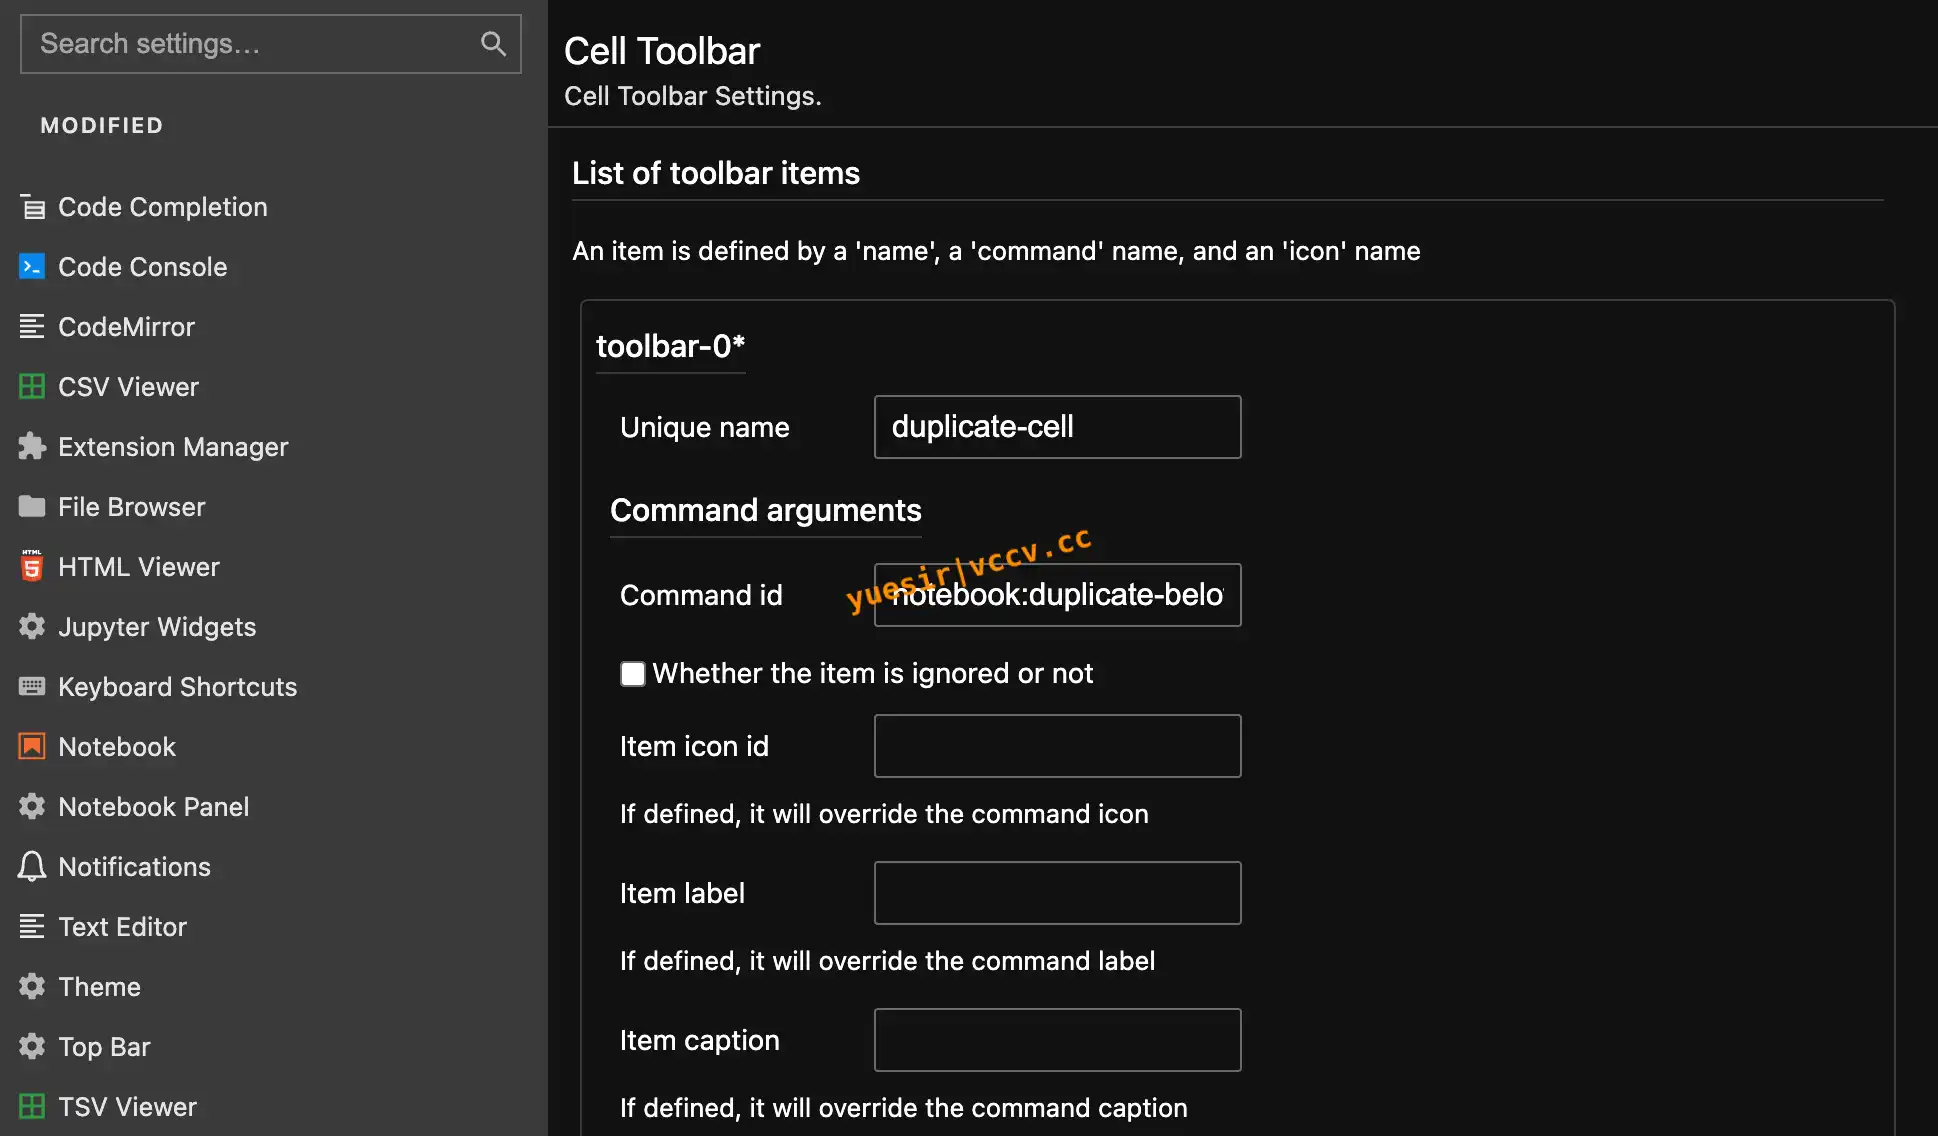 Search settings...
MODIFIED
Code Completion
Code Console
CodeMirror
CSV Viewer
Extension Manager
File Browser
HTML
5
HTML Viewer
Jupyter Widgets
Keyboard Shortcuts
Notebook
Notebook Panel
Notifications
Text Editor
Theme
Top Bar
TSV Viewer
Cell Toolbar
Cell Toolbar Settings.
List of toolbar items
An item is defined by a 'name', a 'command' name, and an 'icon' name
toolbar-0*
Unique name
duplicate-cell
Command arguments
yuesir|vccv.cc
Command id
notebook:duplicate-belo
Whether the item is ignored or not
Item icon id
If defined, it will override the command icon
Item label
If defined, it will override the command label
Item caption
If defined, it will override the command caption